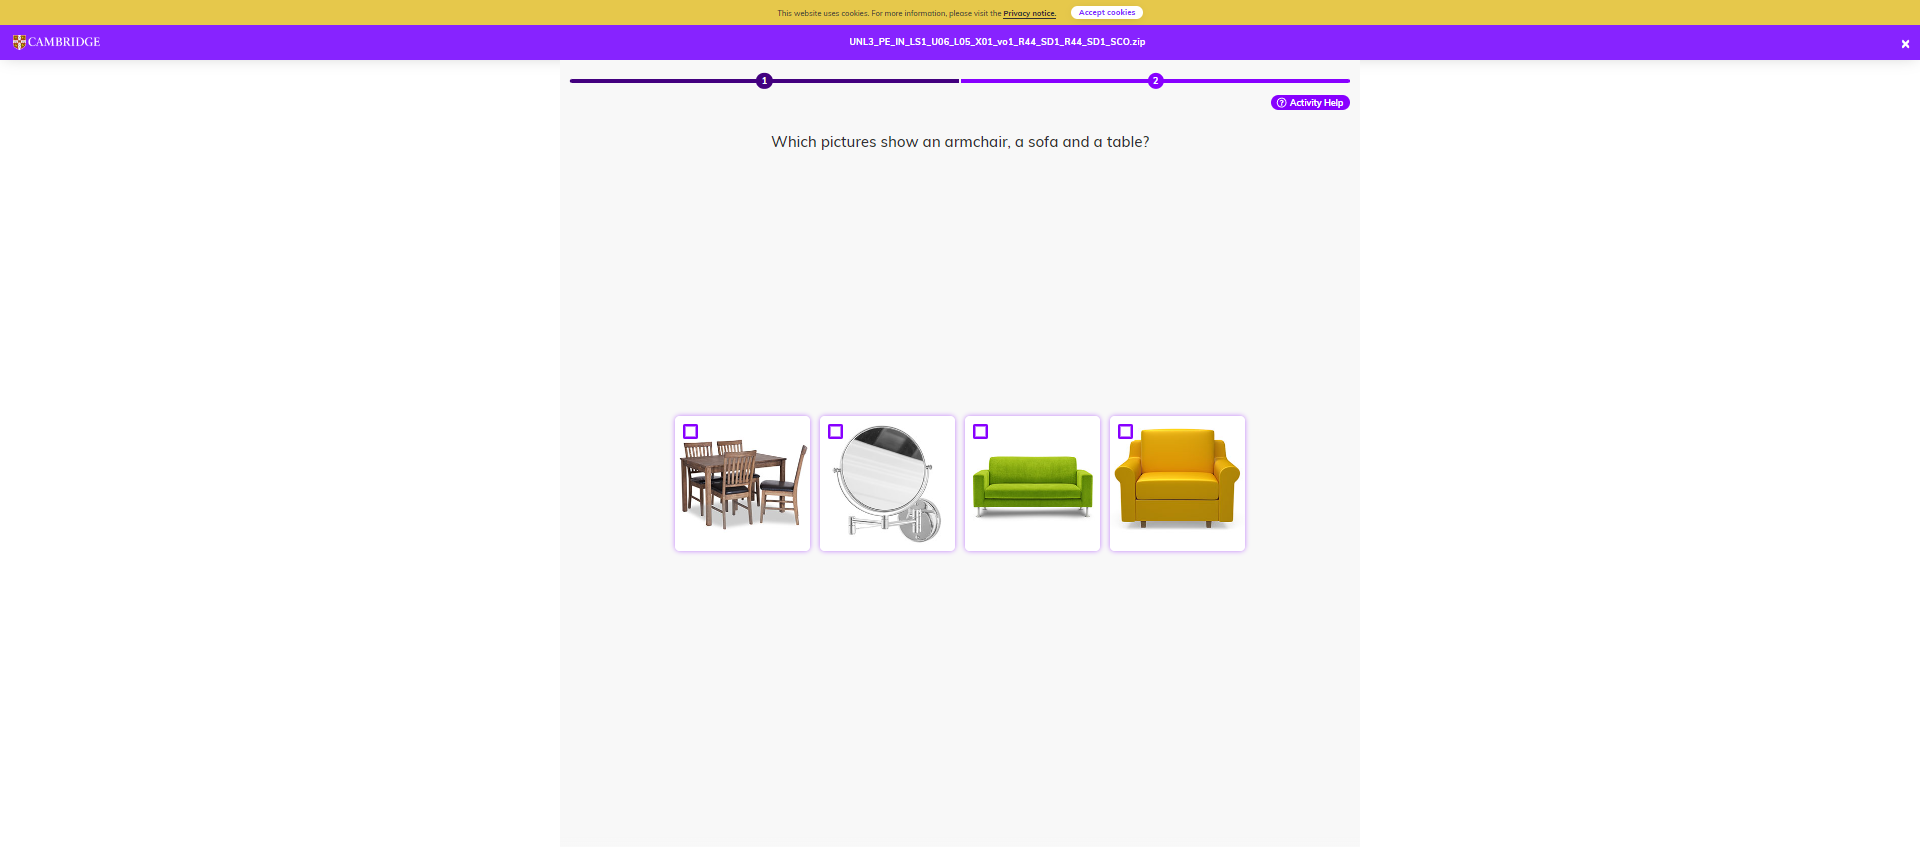 This website uses cookies. For more information, please visit the Privacy notice. Accept cookies
CAMBRIDGE UNL3_PE_IN_LS1_U06_L05_X01_vo1_R44_SD1_R44_SD1_SCO.zip
1 2
Activity Help
Which pictures show an armchair, a sofa and a table?